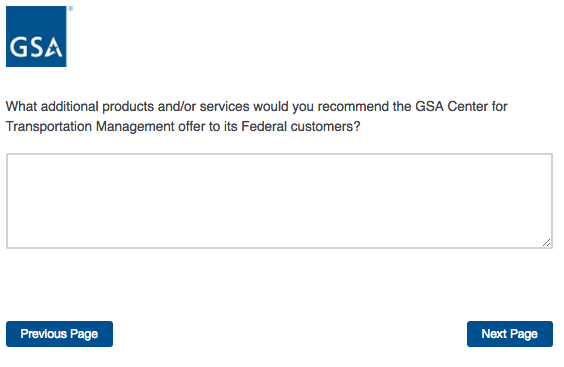 GSA
What additional products and/or services would you recommend the GSA Center for
Transportation Management offer to its Federal customers?
Previous Page
Next Page